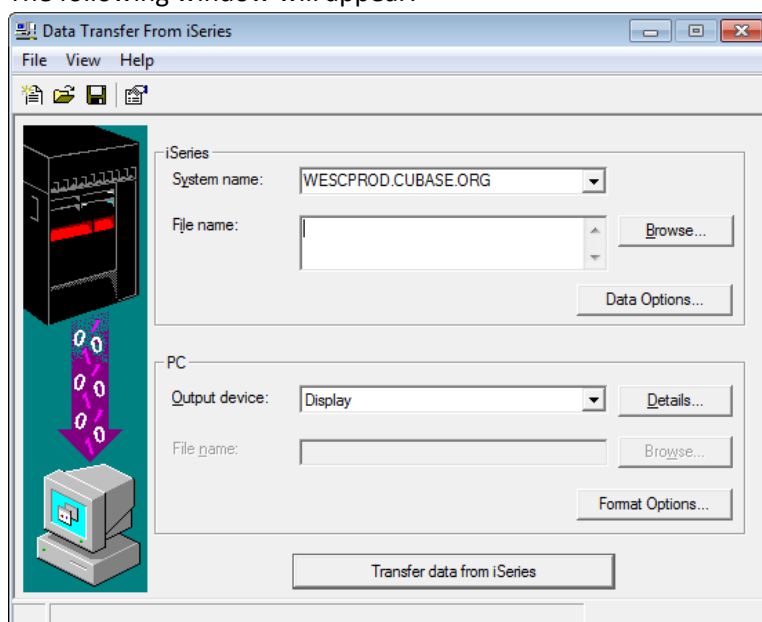 The following window will appear:
Data Transfer From iSeries
File View Help
iSeries
System name: WESCPROD.CUBASE.ORG
File name: Browse...
Data Options...
PC
Output device: Display Details...
File name: Browse...
Format Options...
Transfer data from iSeries